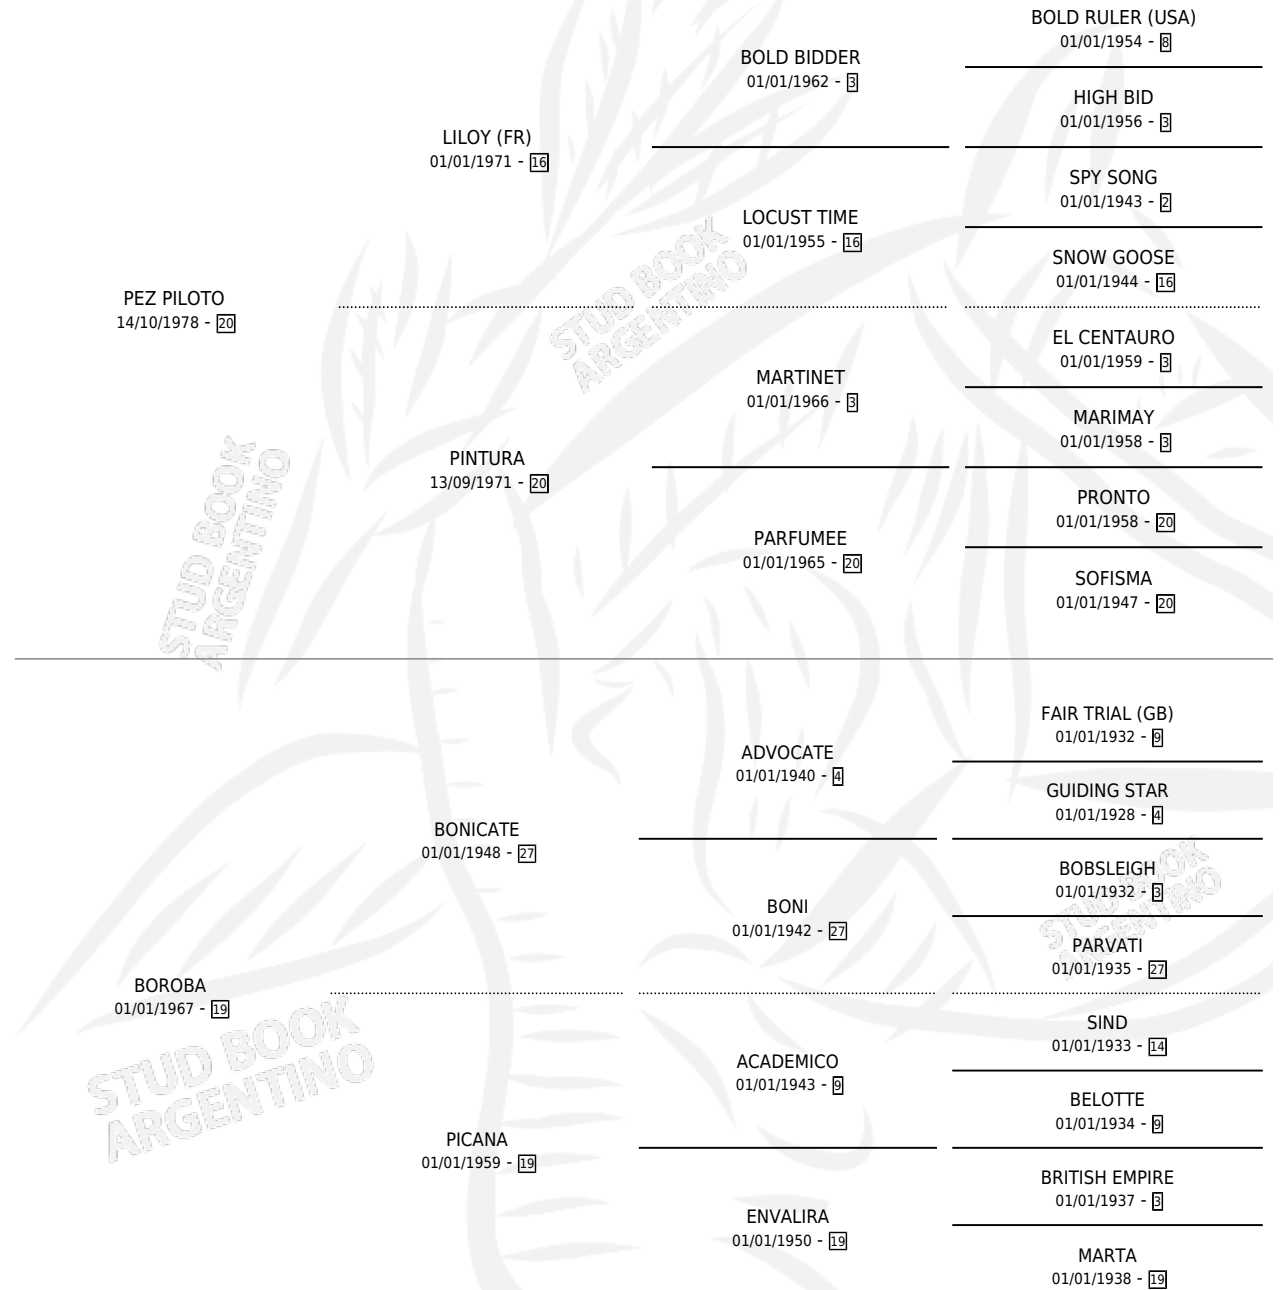 BOLD RULER (USA)
01/01/1954 - 8
BOLD BIDDER
01/01/1962 - 3
HIGH BID
01/01/1956 - 3
LILOY (FR)
01/01/1971 - 16
SPY SONG
01/01/1943 - 2
LOCUST TIME
01/01/1955 - 16
SNOW GOOSE
01/01/1944 - 16
PEZ PILOTO
14/10/1978 - 20
EL CENTAURO
01/01/1959 - 3
MARTINET
01/01/1966 - 3
MARIMAY
01/01/1958 - 3
PINTURA
13/09/1971 - 20
PRONTO
01/01/1958 - 20
PARFUMEE
01/01/1965 - 20
SOFISMA
01/01/1947 - 20
STUD BOOK
ARGENTINO
STUD BOOK
ARGENTINO
FAIR TRIAL (GB)
01/01/1932 - 9
ADVOCATE
01/01/1940 - 4
GUIDING STAR
01/01/1928 - 4
BONICATE
01/01/1948 - 27
BOBSLEIGH
01/01/1932 - 3
BONI
01/01/1942 - 27
PARVATI
01/01/1935 - 27
BOROBA
01/01/1967 - 19
SIND
01/01/1933 - 14
ACADEMICO
01/01/1943 - 9
BELOTTE
01/01/1934 - 9
PICANA
01/01/1959 - 19
BRITISH EMPIRE
01/01/1937 - 3
ENVALIRA
01/01/1950 - 19
MARTA
01/01/1938 - 19
STUD BOOK
ARGENTINO
STUD BOOK
ARGENTINO